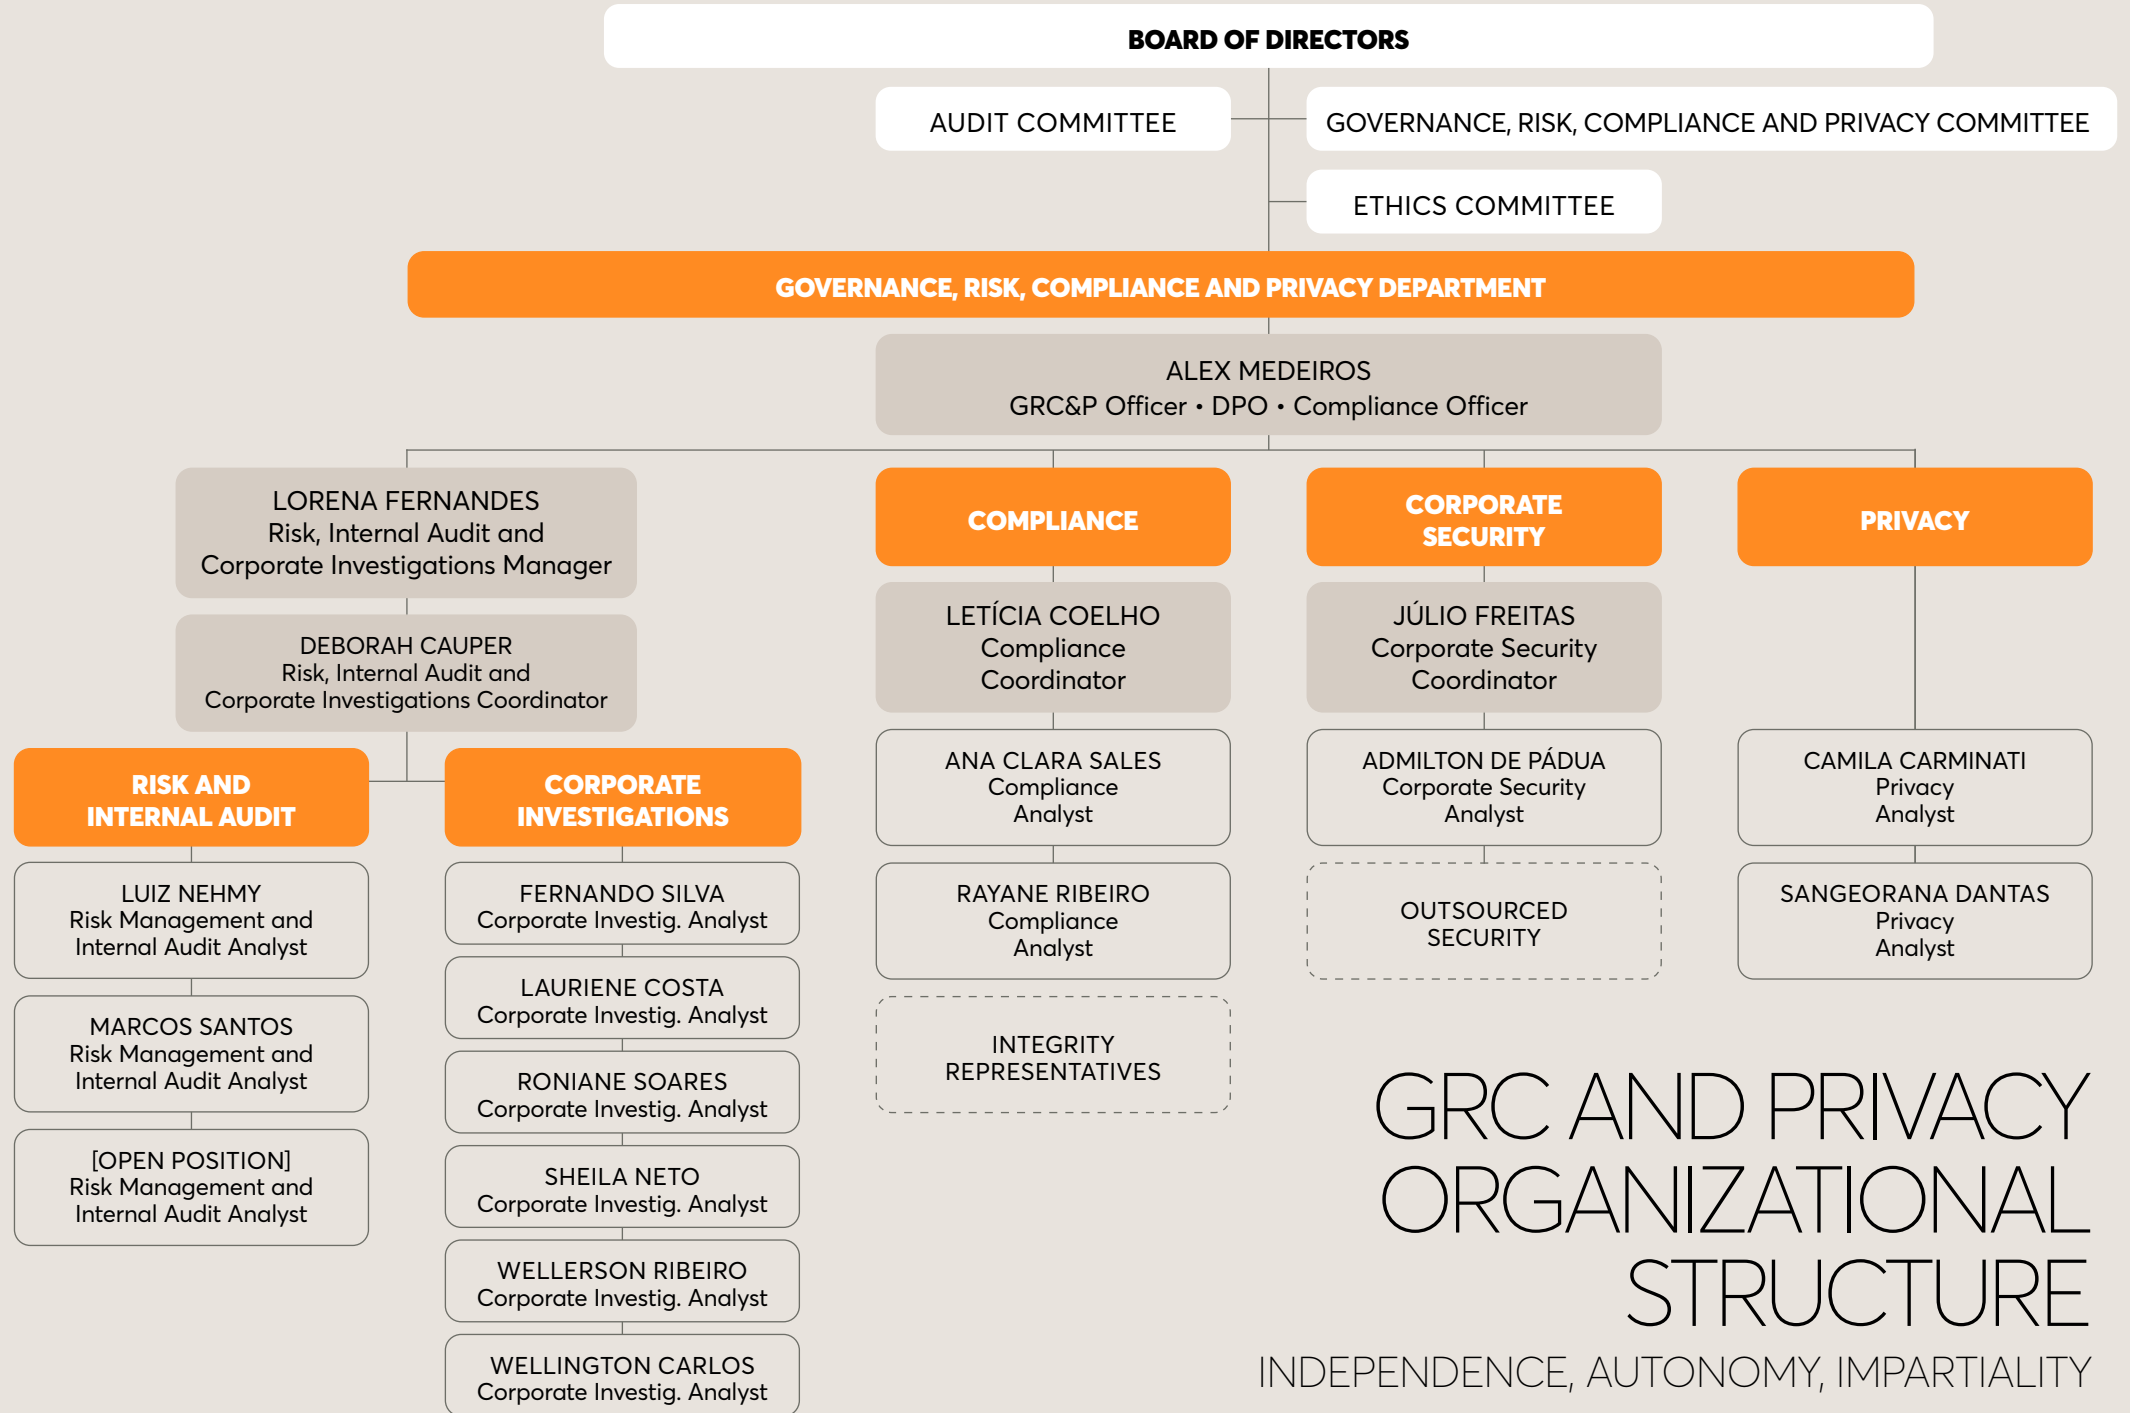 BOARD OF DIRECTORS
AUDIT COMMITTEE
GOVERNANCE, RISK, COMPLIANCE AND PRIVACY COMMITTEE
ETHICS COMMITTEE
GOVERNANCE, RISK, COMPLIANCE AND PRIVACY DEPARTMENT
ALEX MEDEIROS
GRC&P Officer • DPO • Compliance Officer
LORENA FERNANDES
Risk, Internal Audit and
Corporate Investigations Manager
DEBORAH CAUPER
Risk, Internal Audit and
Corporate Investigations Coordinator
RISK AND
INTERNAL AUDIT
LUIZ NEHMY
Risk Management and
Internal Audit Analyst
MARCOS SANTOS
Risk Management and
Internal Audit Analyst
[OPEN POSITION]
Risk Management and
Internal Audit Analyst
CORPORATE
INVESTIGATIONS
FERNANDO SILVA
Corporate Investig. Analyst
LAURIENE COSTA
Corporate Investig. Analyst
RONIANE SOARES
Corporate Investig. Analyst
SHEILA NETO
Corporate Investig. Analyst
WELLERSON RIBEIRO
Corporate Investig. Analyst
WELLINGTON CARLOS
Corporate Investig. Analyst
COMPLIANCE
LETÍCIA COELHO
Compliance
Coordinator
ANA CLARA SALES
Compliance
Analyst
RAYANE RIBEIRO
Compliance
Analyst
INTEGRITY
REPRESENTATIVES
CORPORATE
SECURITY
JÚLIO FREITAS
Corporate Security
Coordinator
ADMILTON DE PÁDUA
Corporate Security
Analyst
OUTSOURCED
SECURITY
PRIVACY
CAMILA CARMINATI
Privacy
Analyst
SANGEORANA DANTAS
Privacy
Analyst
GRC AND PRIVACY
ORGANIZATIONAL
STRUCTURE
INDEPENDENCE, AUTONOMY, IMPARTIALITY